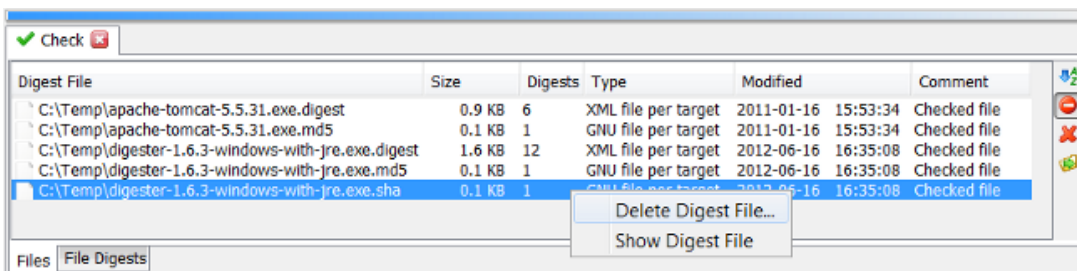 Check
Digest File Size Digests Type Modified Comment
C:\Temp\apache-tomcat-5.5.31.exe.digest 0.9 KB 6 XML file per target 2011-01-16 15:53:34 Checked file
C:\Temp\apache-tomcat-5.5.31.exe.md5 0.1 KB 1 GNU file per target 2011-01-16 15:53:34 Checked file
C:\Temp\digester-1.6.3-windows-with-jre.exe.digest 1.6 KB 12 XML file per target 2012-06-16 16:35:08 Checked file
C:\Temp\digester-1.6.3-windows-with-jre.exe.md5 0.1 KB 1 GNU file per target 2012-06-16 16:35:08 Checked file
C:\Temp\digester-1.6.3-windows-with-jre.exe.sha 0.1 KB 1 GNU file per target 2012-06-16 16:35:08 Checked file
Delete Digest File...
Show Digest File
Files File Digests